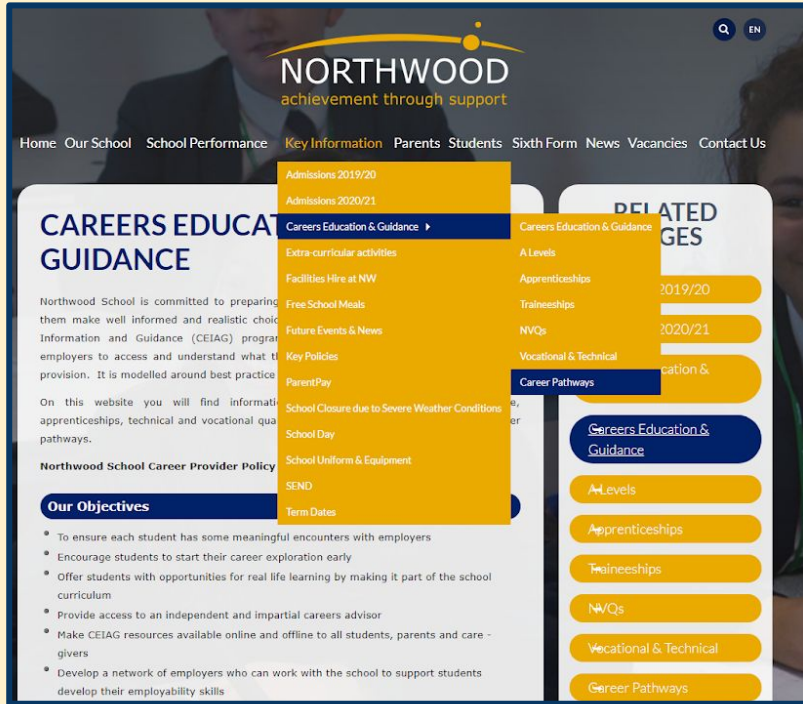 EN
NORTHWOOD
achievement through support
Home Our School School Performance Key Information Parents Students Sixth Form News Vacancies Contact Us
Admissions 2019/20
Admissions 2020/21
Careers Education & Guidance
Extra-curricular activities
Facilities Hire at NW
Free School Meals
Future Events & News
Key Policies
ParentPay
School Closure due to Severe Weather Conditions
School Day
School Uniform & Equipment
SEND
Term Dates
Careers Education & Guidance
A Levels
Apprenticeships
Traineeships
NVQs
Vocational & Technical
Career Pathways
CAREERS EDUCAT
GUIDANCE
Northwood School is committed to preparing
them make well informed and realistic choic
Information and Guidance (CEIAG) progra
employers to access and understand what t
provision. It is modelled around best practice
On this website you will find informati
apprenticeships, technical and vocational qua
pathways.
Northwood School Career Provider Policy
Our Objectives
To ensure each student has some meaningful encounters with employers
Encourage students to start their career exploration early
Offer students with opportunities for real life learning by making it part of the school
curriculum
Provide access to an independent and impartial careers advisor
Make CEIAG resources available online and offline to all students, parents and care -
givers
Develop a network of employers who can work with the school to support students
develop their employability skills
RELATED
GES
2019/20
2020/21
cation &
Careers Education &
Guidance
A Levels
Apprenticeships
Traineeships
NVQs
Vocational & Technical
Career Pathways